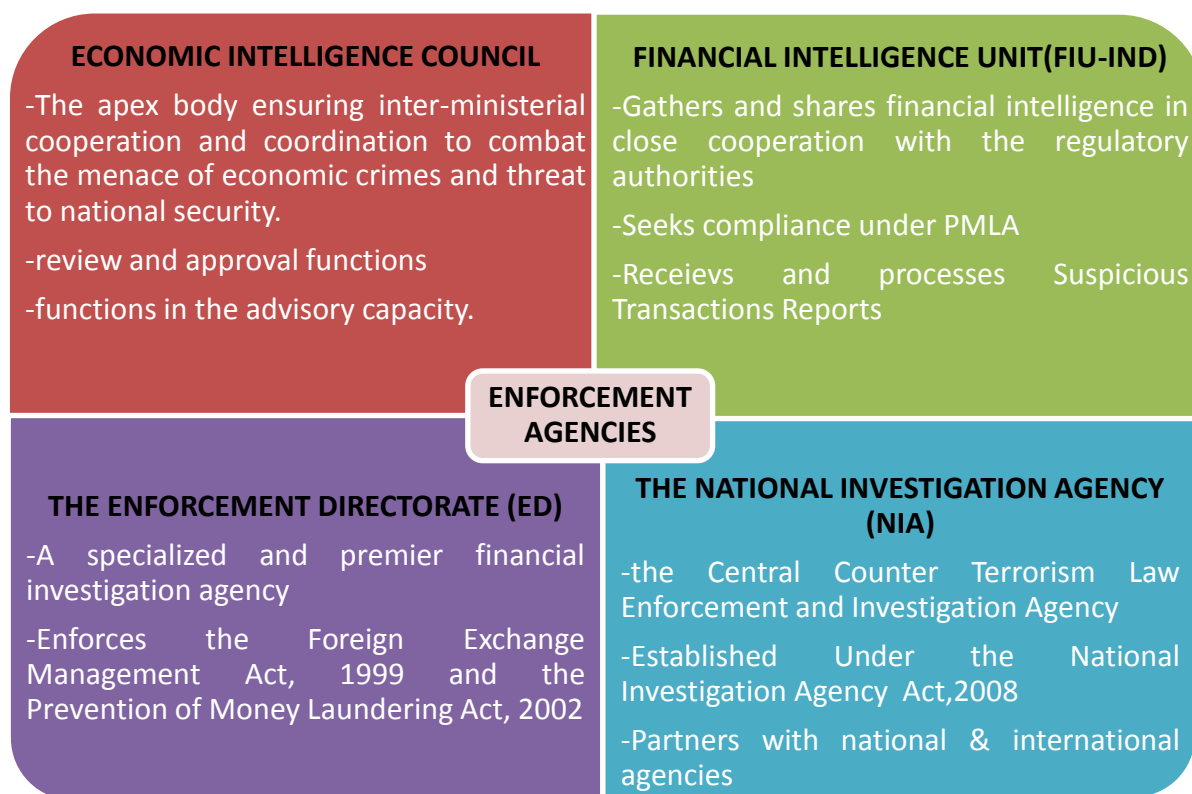 ECONOMIC INTELLIGENCE COUNCIL
-The apex body ensuring inter-ministerial
cooperation and coordination to combat
the menace of economic crimes and threat
to national security.
-review and approval functions
-functions in the advisory capacity.
FINANCIAL INTELLIGENCE UNIT(FIU-IND)
-Gathers and shares financial intelligence in
close cooperation with the regulatory
authorities
-Seeks compliance under PMLA
-Receievs and processes Suspicious
Transactions Reports
ENFORCEMENT
AGENCIES
THE ENFORCEMENT DIRECTORATE (ED)
-A specialized and premier financial
investigation agency
-Enforces the Foreign Exchange
Management Act, 1999 and the
Prevention of Money Laundering Act, 2002
THE NATIONAL INVESTIGATION AGENCY
(NIA)
-the Central Counter Terrorism Law
Enforcement and Investigation Agency
-Established Under the National
Investigation Agency Act,2008
-Partners with national & international
agencies